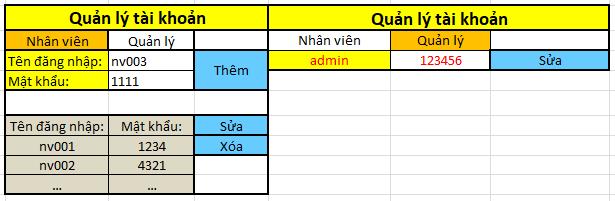 Quản lý tài khoản
Nhân viên Quản lý
Tên đăng nhập: nv003
Thêm
Mật khẩu: 1111
Tên đăng nhập: Mật khẩu: Sửa
nv001 1234 Xóa
nv002 4321
... ...
Quản lý tài khoản
Nhân viên Quản lý
admin 123456 Sửa